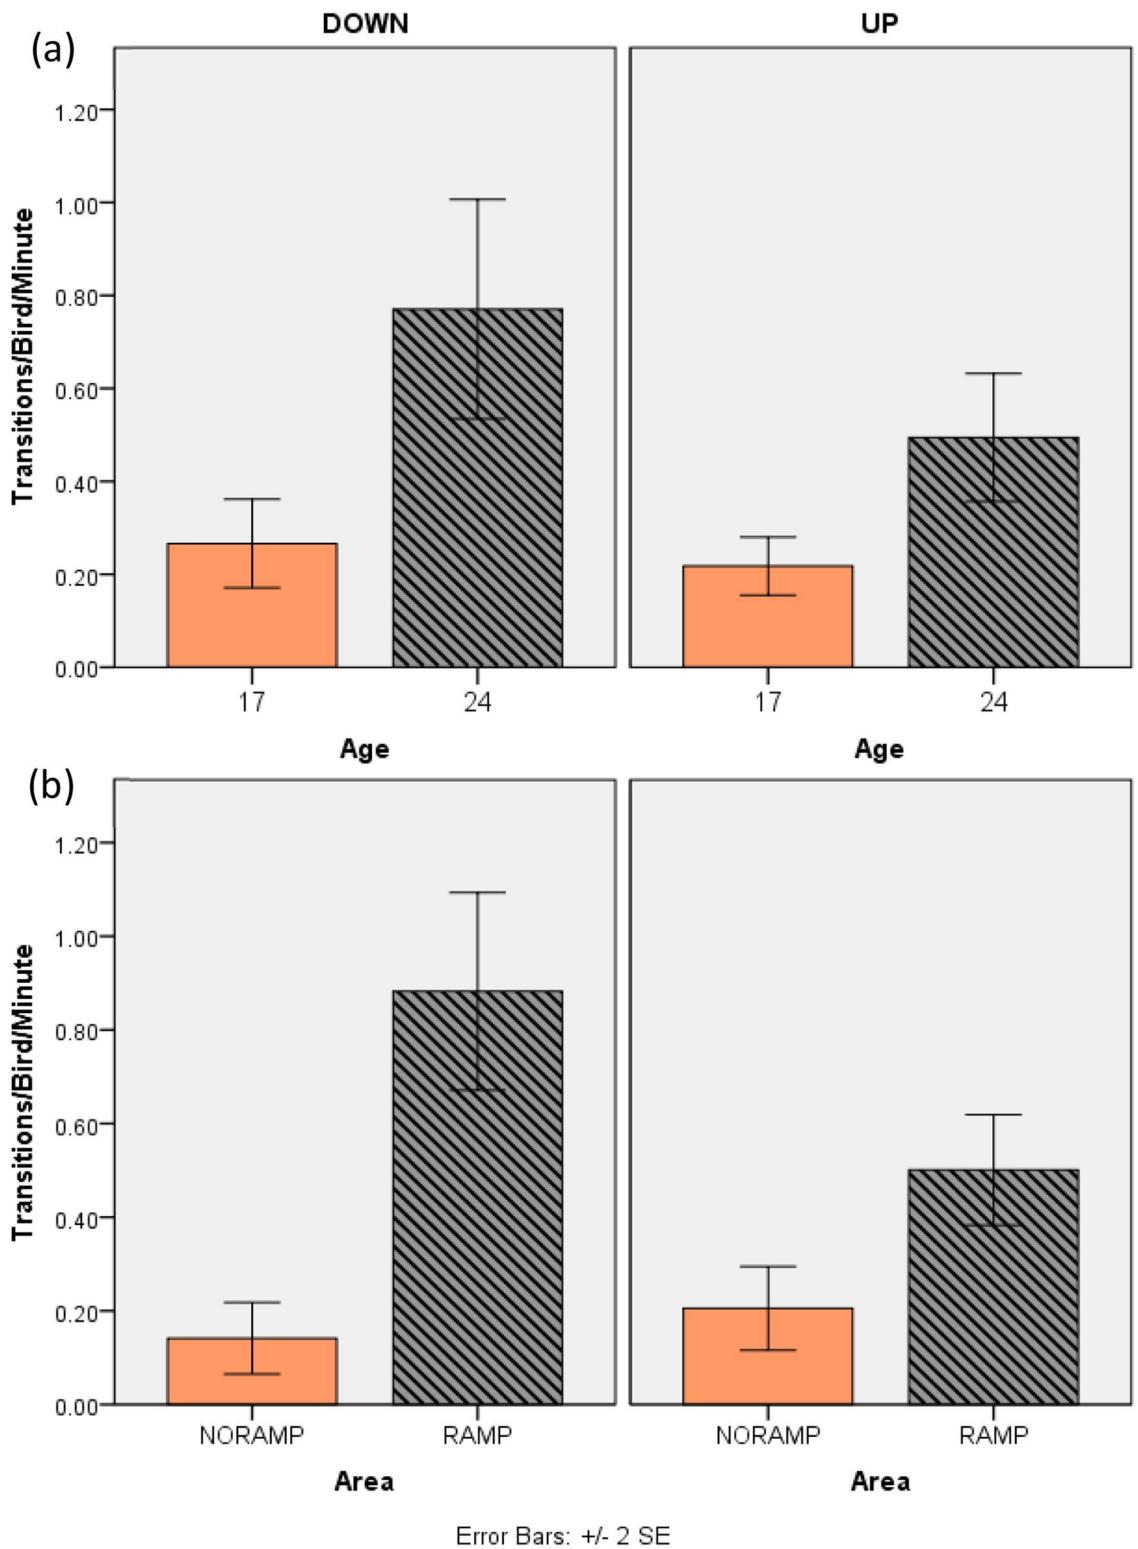 DOWN UP
(a)
1.20
1.00
0.80
0.60
0.40
0.20
0.00
Transitions/Bird/Minute
17 24 17 24
Age Age
(b)
1.20
1.00
0.80
0.60
0.40
0.20
0.00
Transitions/Bird/Minute
NORAMP RAMP NORAMP RAMP
Area Area
Error Bars: +/- 2 SE